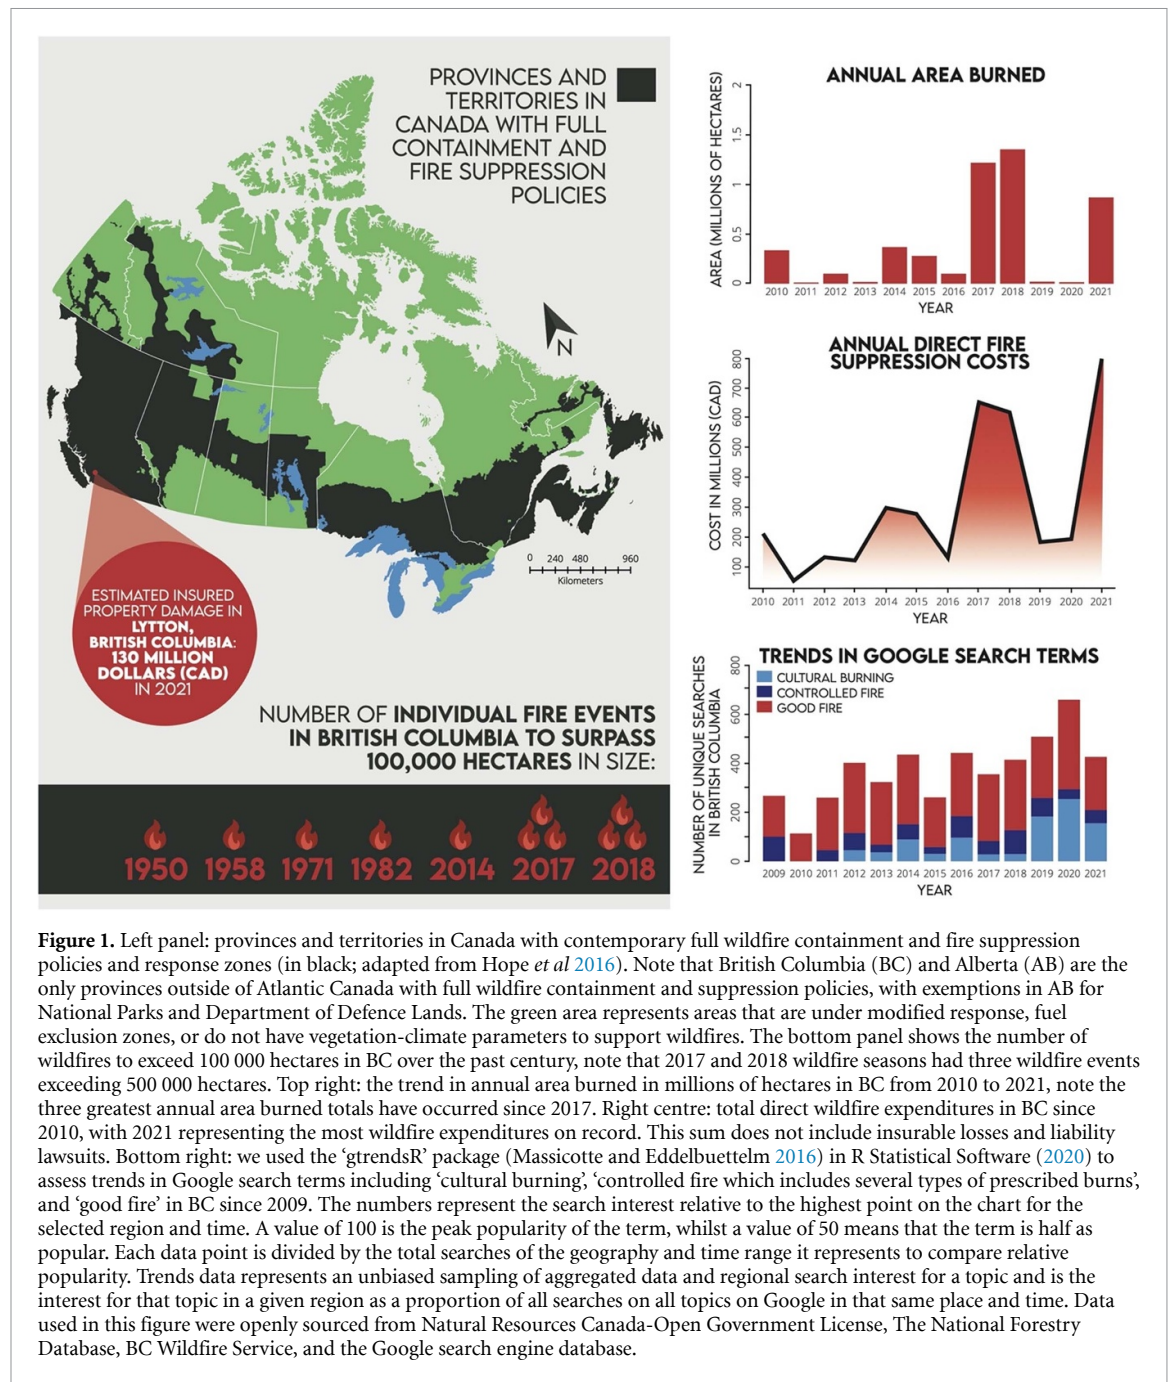 PROVINCES AND
TERRITORIES IN
CANADA WITH FULL
CONTAINMENT AND
FIRE SUPPRESSION
POLICIES
N
0 240 480 960
Kilometers
ESTIMATED INSURED
PROPERTY DAMAGE IN
LYTTON,
BRITISH COLUMBIA:
130 MILLION
DOLLARS (CAD)
IN 2021
NUMBER OF INDIVIDUAL FIRE EVENTS
IN BRITISH COLUMBIA TO SURPASS
100,000 HECTARES IN SIZE:
1950 1958 1971 1982 2014 2017 2018
ANNUAL AREA BURNED
AREA (MILLIONS OF HECTARES)
2
1.5
1
0.5
0
2010 2011 2012 2013 2014 2015 2016 2017 2018 2019 2020 2021
YEAR
ANNUAL DIRECT FIRE
SUPPRESSION COSTS
COST IN MILLIONS (CAD)
800
700
600
500
400
300
200
100
2010 2011 2012 2013 2014 2015 2016 2017 2018 2019 2020 2021
YEAR
TRENDS IN GOOGLE SEARCH TERMS
CULTURAL BURNING
CONTROLLED FIRE
GOOD FIRE
NUMBER OF UNIQUE SEARCHES
IN BRITISH COLUMBIA
800
600
400
200
0
2009 2010 2011 2012 2013 2014 2015 2016 2017 2018 2019 2020 2021
YEAR
Figure 1. Left panel: provinces and territories in Canada with contemporary full wildfire containment and fire suppression
policies and response zones (in black; adapted from Hope et al 2016). Note that British Columbia (BC) and Alberta (AB) are the
only provinces outside of Atlantic Canada with full wildfire containment and suppression policies, with exemptions in AB for
National Parks and Department of Defence Lands. The green area represents areas that are under modified response, fuel
exclusion zones, or do not have vegetation-climate parameters to support wildfires. The bottom panel shows the number of
wildfires to exceed 100 000 hectares in BC over the past century, note that 2017 and 2018 wildfire seasons had three wildfire events
exceeding 500 000 hectares. Top right: the trend in annual area burned in millions of hectares in BC from 2010 to 2021, note the
three greatest annual area burned totals have occurred since 2017. Right centre: total direct wildfire expenditures in BC since
2010, with 2021 representing the most wildfire expenditures on record. This sum does not include insurable losses and liability
lawsuits. Bottom right: we used the ‘gtrendsR’ package (Massicotte and Eddelbuettelm 2016) in R Statistical Software (2020) to
assess trends in Google search terms including ‘cultural burning’, ‘controlled fire which includes several types of prescribed burns’,
and ‘good fire’ in BC since 2009. The numbers represent the search interest relative to the highest point on the chart for the
selected region and time. A value of 100 is the peak popularity of the term, whilst a value of 50 means that the term is half as
popular. Each data point is divided by the total searches of the geography and time range it represents to compare relative
popularity. Trends data represents an unbiased sampling of aggregated data and regional search interest for a topic and is the
interest for that topic in a given region as a proportion of all searches on all topics on Google in that same place and time. Data
used in this figure were openly sourced from Natural Resources Canada-Open Government License, The National Forestry
Database, BC Wildfire Service, and the Google search engine database.